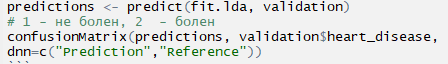 predictions <- predict(fit.lda, validation)
# 1 - не болен, 2  - болен
confusionMatrix(predictions, validation$heart_disease,
dnn=c("Prediction","Reference"))
```